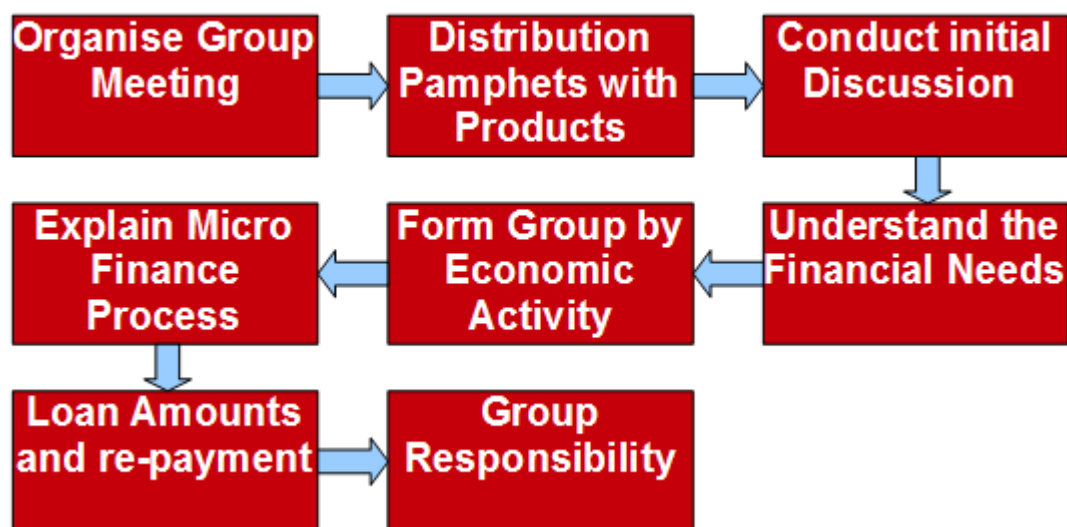 Organise Group
Meeting
Distribution
Pamphets with
Products
Conduct initial
Discussion
Understand the
Financial Needs
Form Group by
Economic
Activity
Explain Micro
Finance
Process
Loan Amounts
and re-payment
Group
Responsibility